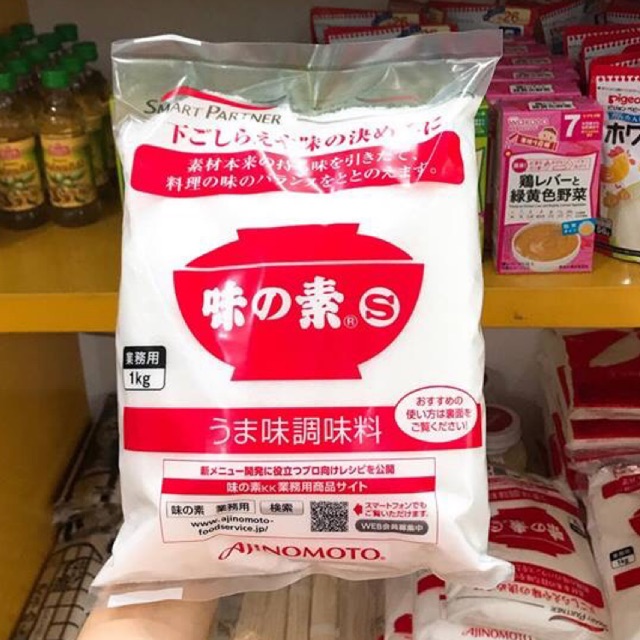 SMART PARTNER
下ごしらえや味の決め手に
素材本来の持ち味を引きたて、
料理の味のバランスをととのえます。
味の素® S
業務用
1kg
うま味調味料
おすすめの
使い方は裏面を
ご覧ください!
新メニュー開発に役立つプロ向けレシピを公開
味の素KK業務用商品サイト
味の素 業務用 検索
www.ajinomoto-
foodservice.jp/
スマートフォンでも
ご覧いただけます。
WEB会員募集中
AJINOMOTO®
7
鶏レバーと
緑黄色野菜
Pigeon
ホワ
26
1kg